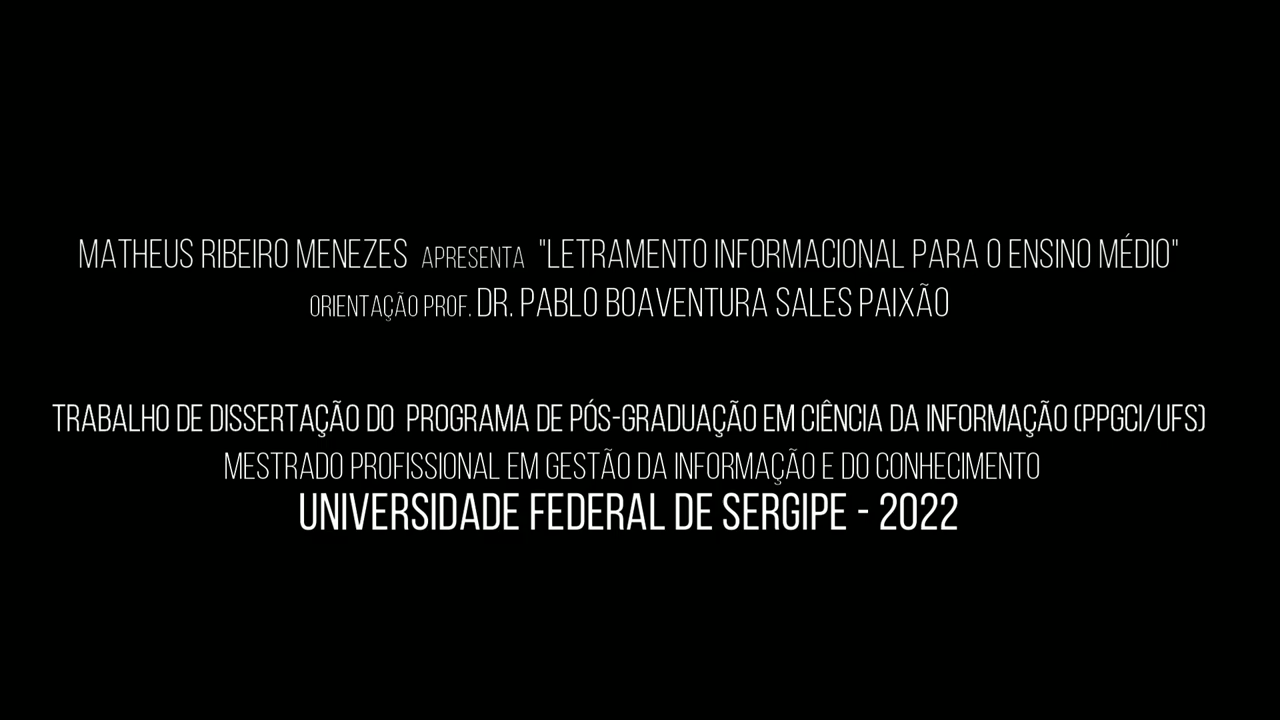 MATHEUS RIBEIRO MENEZES APRESENTA "LETRAMENTO INFORMACIONAL PARA O ENSINO MÉDIO"
ORIENTAÇÃO PROF. DR. PABLO BOAVENTURA SALES PAIXÃO
TRABALHO DE DISSERTAÇÃO DO PROGRAMA DE PÓS-GRADUAÇÃO EM CIÊNCIA DA INFORMAÇÃO (PPGCI/UFS)
MESTRADO PROFISSIONAL EM GESTÃO DA INFORMAÇÃO E DO CONHECIMENTO
UNIVERSIDADE FEDERAL DE SERGIPE - 2022